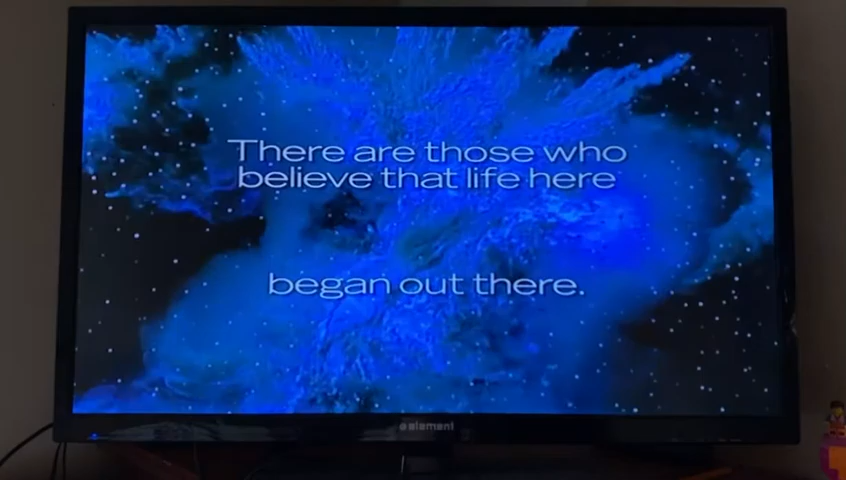 There are those who
believe that life here
began out there.
element